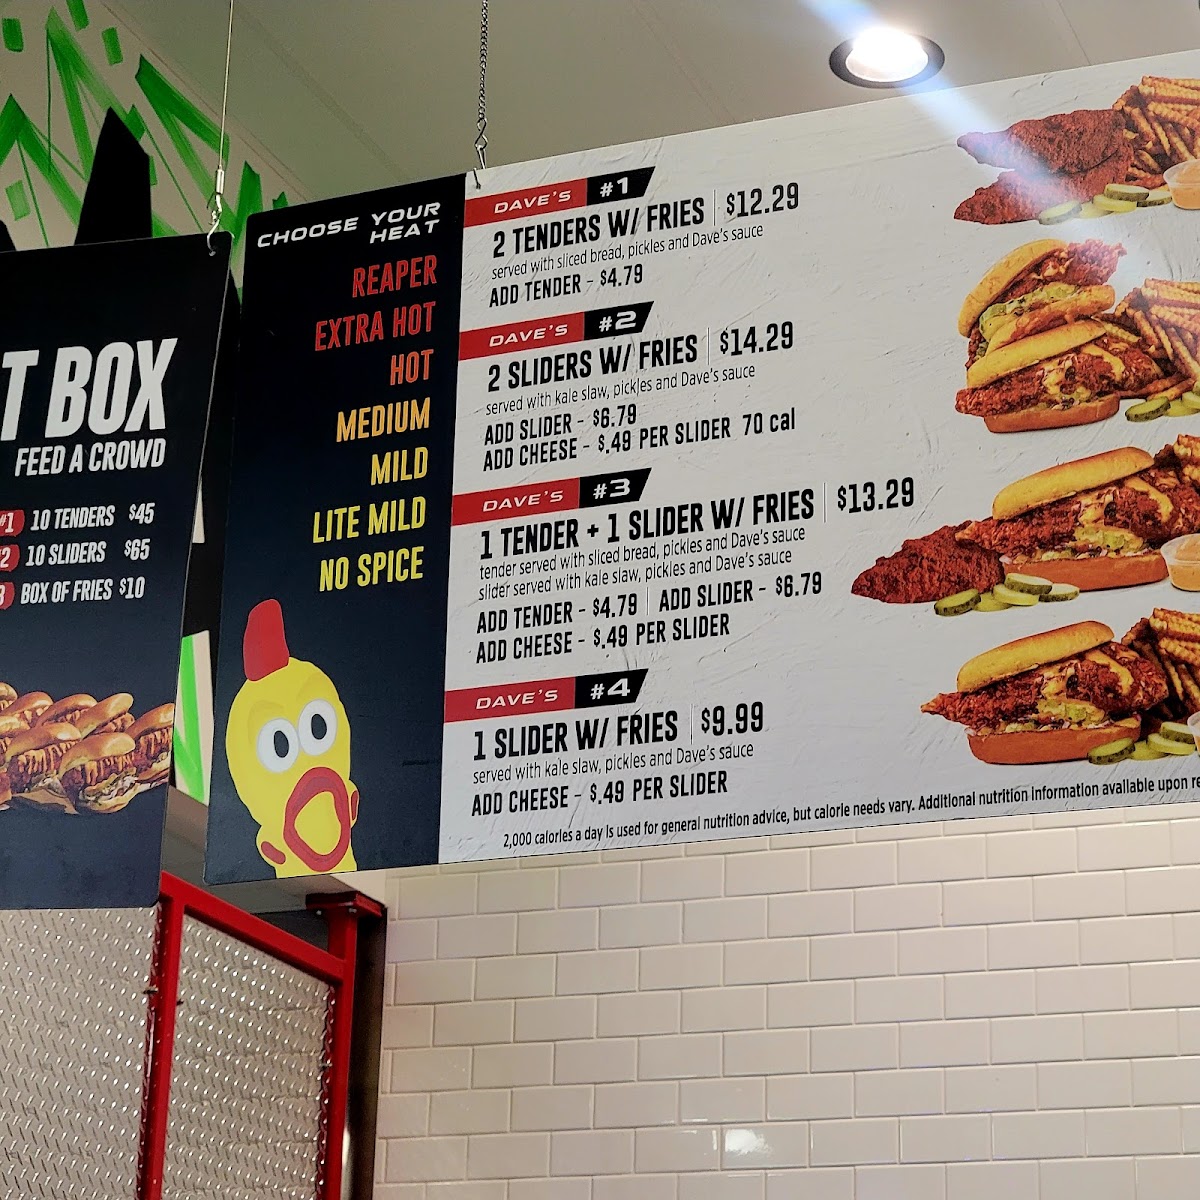 T BOX
FEED A CROWD
#1 10 TENDERS $45
2 10 SLIDERS $65
3 BOX OF FRIES $10
CHOOSE YOUR
HEAT
REAPER
EXTRA HOT
HOT
MEDIUM
MILD
LITE MILD
NO SPICE
DAVE'S #1
2 TENDERS W/ FRIES $12.29
served with sliced bread, pickles and Dave's sauce
ADD TENDER - $4.79
DAVE'S #2
2 SLIDERS W/ FRIES $14.29
served with kale slaw, pickles and Dave's sauce
ADD SLIDER - $6.79
ADD CHEESE - $.49 PER SLIDER 70 cal
DAVE'S #3
1 TENDER + 1 SLIDER W/ FRIES $13.29
tender served with sliced bread, pickles and Dave's sauce
slider served with kale slaw, pickles and Dave's sauce
ADD TENDER - $4.79 ADD SLIDER - $6.79
ADD CHEESE - $.49 PER SLIDER
DAVE'S #4
1 SLIDER W/ FRIES $9.99
served with kale slaw, pickles and Dave's sauce
ADD CHEESE - $.49 PER SLIDER
2,000 calories a day is used for general nutrition advice, but calorie needs vary. Additional nutrition information available upon re